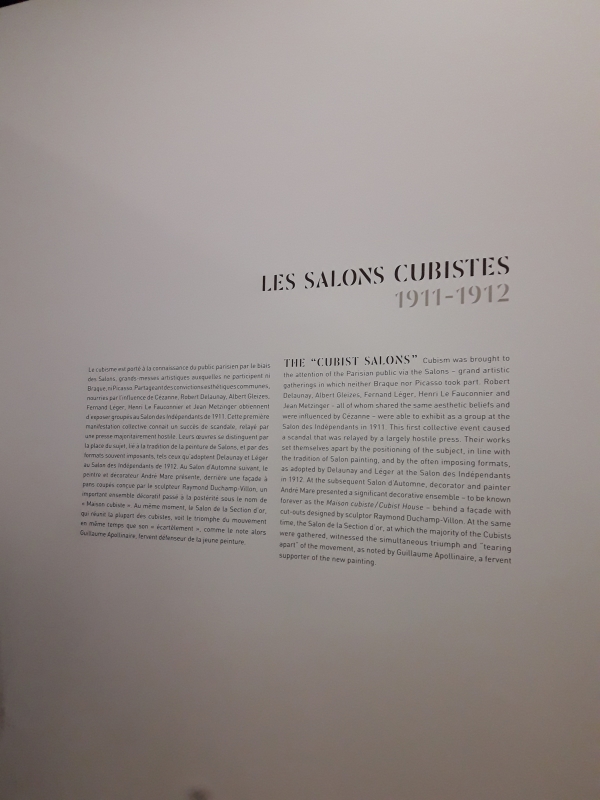 LES SALONS CUBISTES
1911-1912
Le cubisme est porté à la connaissance du public parisien par le biais
des Salons, grands-messes artistiques auxquelles ne participent ni
Braque, ni Picasso. Partageant des convictions esthétiques communes,
nourries par l'influence de Cézanne, Robert Delaunay, Albert Gleizes,
Fernand Léger, Henri Le Fauconnier et Jean Metzinger obtiennent
d'exposer groupés au Salon des Indépendants de 1911. Cette première
manifestation collective connaît un succès de scandale, relayé par
une presse majoritairement hostile. Leurs œuvres se distinguent par
la place du sujet, lié à la tradition de la peinture de Salons, et par des
formats souvent imposants, tels ceux qu'adoptent Delaunay et Léger
au Salon des Indépendants de 1912. Au Salon d'Automne suivant, le
peintre et décorateur André Mare présente, derrière une façade à
pans coupés conçue par le sculpteur Raymond Duchamp-Villon, un
important ensemble décoratif passé à la postérité sous le nom de
« Maison cubiste ». Au même moment, le Salon de la Section d'or,
qui réunit la plupart des cubistes, voit le triomphe du mouvement
en même temps que son « écartèlement », comme le note alors
Guillaume Apollinaire, fervent défenseur de la jeune peinture.
THE “CUBIST SALONS” Cubism was brought to
the attention of the Parisian public via the Salons – grand artistic
gatherings in which neither Braque nor Picasso took part. Robert
Delaunay, Albert Gleizes, Fernand Léger, Henri Le Fauconnier and
Jean Metzinger – all of whom shared the same aesthetic beliefs and
were influenced by Cézanne – were able to exhibit as a group at the
Salon des Indépendants in 1911. This first collective event caused
a scandal that was relayed by a largely hostile press. Their works
set themselves apart by the positioning of the subject, in line with
the tradition of Salon painting, and by the often imposing formats,
as adopted by Delaunay and Léger at the Salon des Indépendants
in 1912. At the subsequent Salon d'Automne, decorator and painter
André Mare presented a significant decorative ensemble – to be known
forever as the Maison cubiste / Cubist House – behind a façade with
cut-outs designed by sculptor Raymond Duchamp-Villon. At the same
time, the Salon de la Section d'or, at which the majority of the Cubists
were gathered, witnessed the simultaneous triumph and “tearing
apart” of the movement, as noted by Guillaume Apollinaire, a fervent
supporter of the new painting.